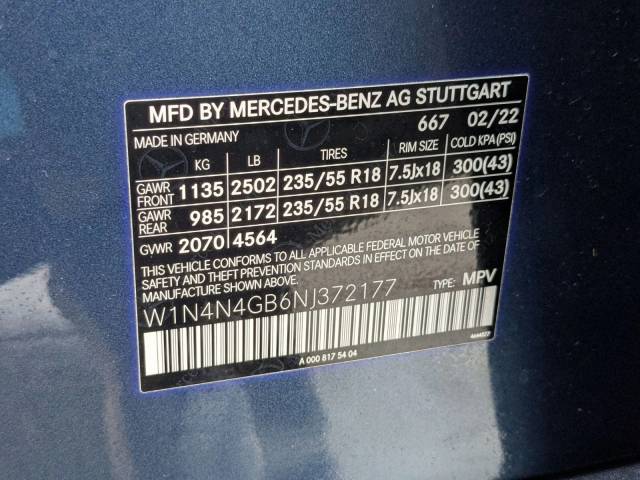 MFD BY MERCEDES-BENZ AG STUTTGART
667 02/22
MADE IN GERMANY
KG LB TIRES RIM SIZE COLD KPA(PSI)
GAWR FRONT 1135 2502 235/55 R18 7.5Jx18 300(43)
GAWR REAR 985 2172 235/55 R18 7.5Jx18 300(43)
GVWR 2070 4564
THIS VEHICLE CONFORMS TO ALL APPLICABLE FEDERAL MOTOR VEHICLE
SAFETY AND THEFT PREVENTION STANDARDS IN EFFECT ON THE DATE OF
MANUFACTURE SHOWN ABOVE.
W1N4N4GB6NJ372177 TYPE: MPV
A 000 817 54 04